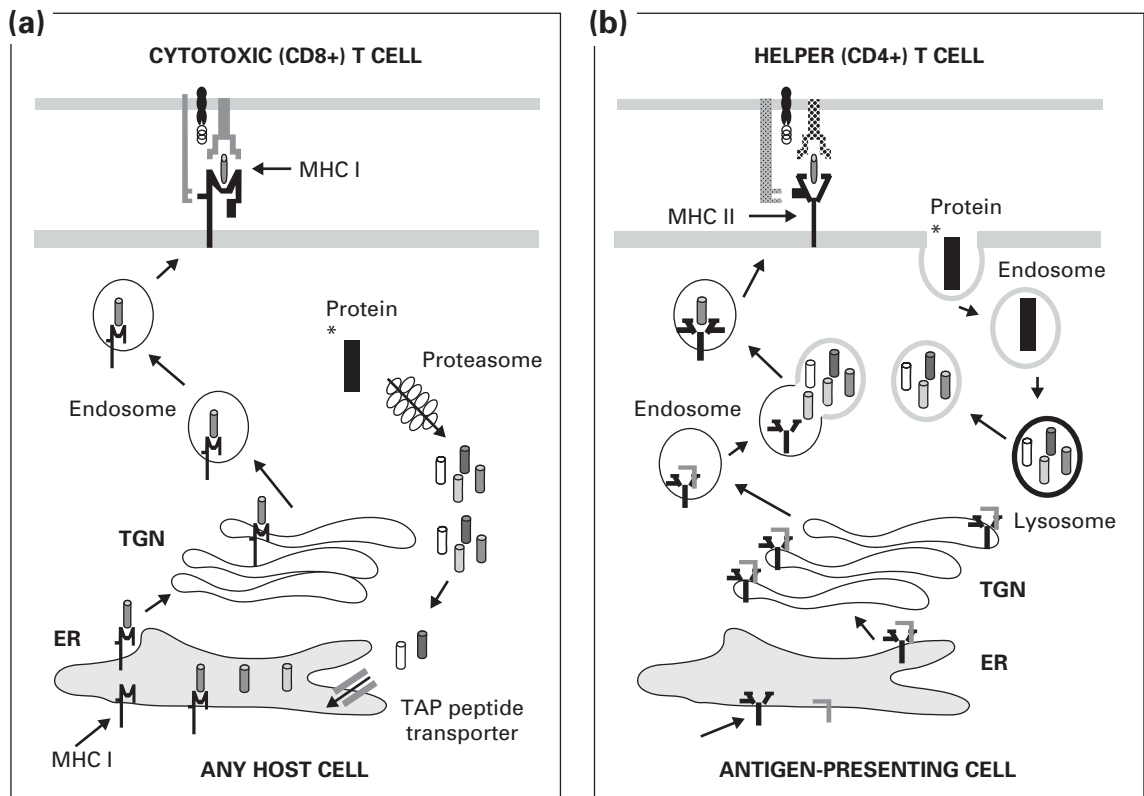 (a)
CYTOTOXIC (CD8+) T CELL
MHC I
Protein
*
Proteasome
Endosome
TGN
ER
TAP peptide
transporter
MHC I
ANY HOST CELL
(b)
HELPER (CD4+) T CELL
MHC II
Protein
*
Endosome
Endosome
Lysosome
TGN
ER
ANTIGEN-PRESENTING CELL